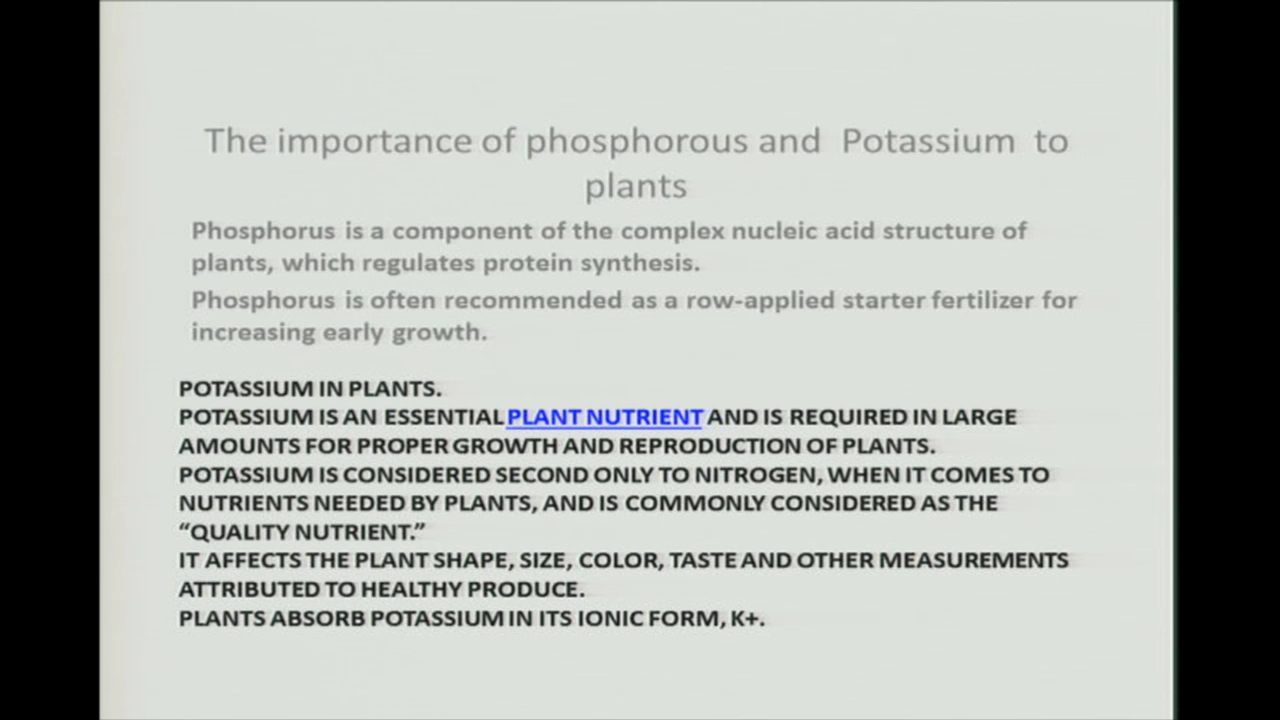 The importance of phosphorous and Potassium to
plants
Phosphorus is a component of the complex nucleic acid structure of
plants, which regulates protein synthesis.
Phosphorus is often recommended as a row-applied starter fertilizer for
increasing early growth.
POTASSIUM IN PLANTS.
POTASSIUM IS AN ESSENTIAL PLANT NUTRIENT AND IS REQUIRED IN LARGE
AMOUNTS FOR PROPER GROWTH AND REPRODUCTION OF PLANTS.
POTASSIUM IS CONSIDERED SECOND ONLY TO NITROGEN, WHEN IT COMES TO
NUTRIENTS NEEDED BY PLANTS, AND IS COMMONLY CONSIDERED AS THE
“QUALITY NUTRIENT.”
IT AFFECTS THE PLANT SHAPE, SIZE, COLOR, TASTE AND OTHER MEASUREMENTS
ATTRIBUTED TO HEALTHY PRODUCE.
PLANTS ABSORB POTASSIUM IN ITS IONIC FORM, K+.